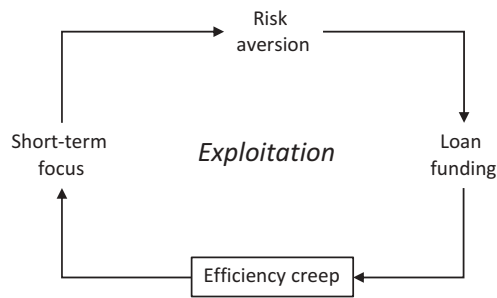 Risk
aversion
Short-term
focus
Exploitation
Loan
funding
Efficiency creep